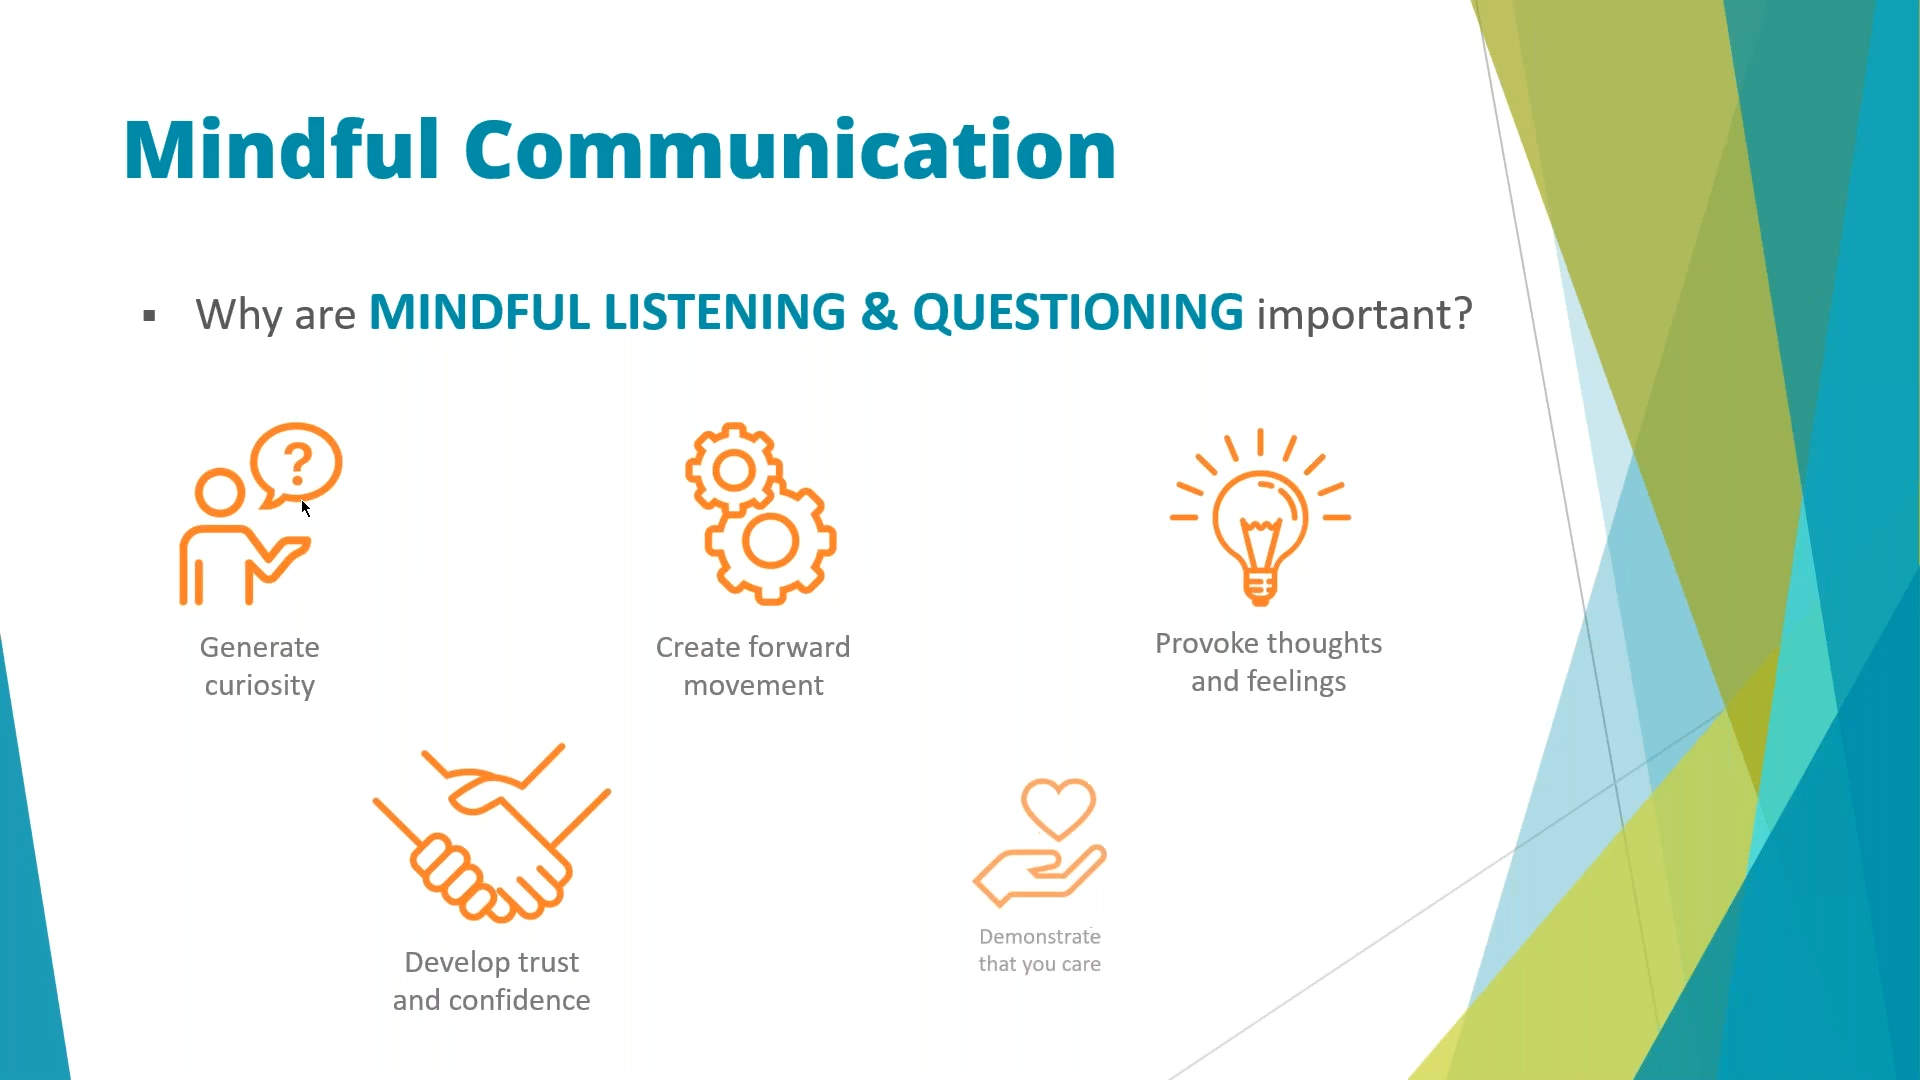 Mindful Communication
▪ Why are MINDFUL LISTENING & QUESTIONING important?
?
Generate
curiosity
Create forward
movement
Provoke thoughts
and feelings
Develop trust
and confidence
Demonstrate
that you care